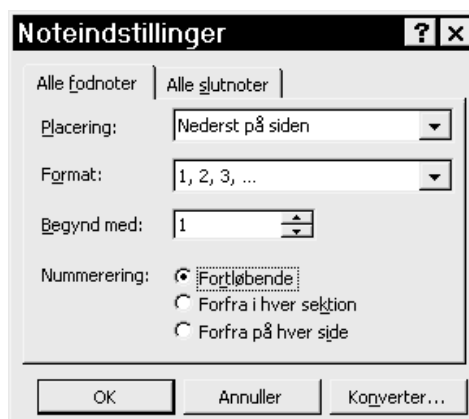 Noteindstillinger
Alle fodnoter
Alle slutnoter
Placering: Nederst på siden
Format: 1, 2, 3, ...
Begynd med: 1
Nummerering: Fortløbende
Forfra i hver sektion
Forfra på hver side
OK Annuller Konverter...